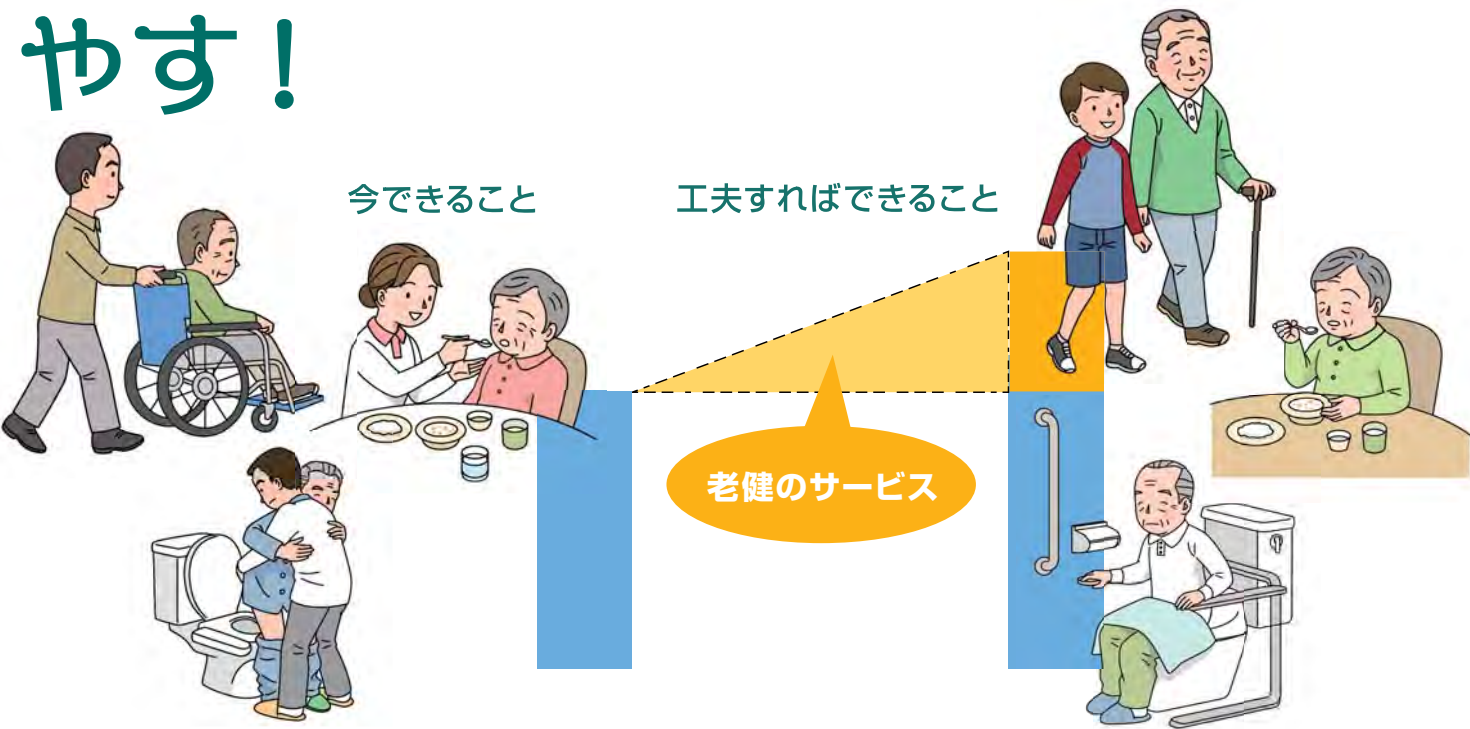 やす！
今できること
工夫すればできること
老健のサービス